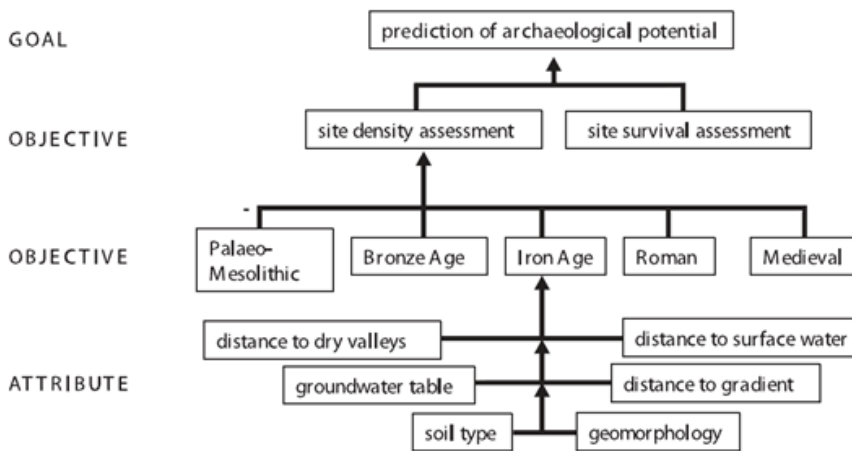 GOAL
prediction of archaeological potential
OBJECTIVE
site density assessment
site survival assessment
OBJECTIVE
Palaeo-
Mesolithic
Bronze Age
Iron Age
Roman
Medieval
ATTRIBUTE
distance to dry valleys
distance to surface water
groundwater table
distance to gradient
soil type
geomorphology